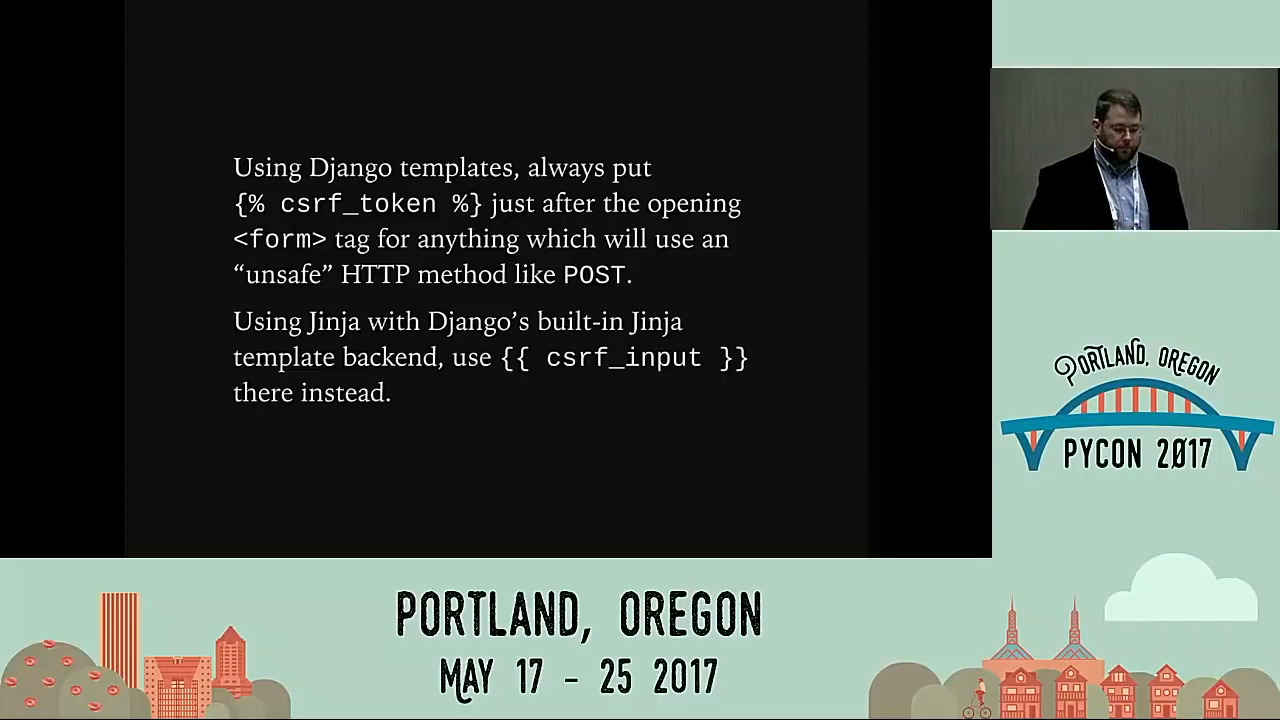 Using Django templates, always put
{% csrf_token %} just after the opening
<form> tag for anything which will use an
“unsafe” HTTP method like POST.
Using Jinja with Django’s built-in Jinja
template backend, use {{ csrf_input }}
there instead.
PORTLAND, OREGON
PYCON 2017
PORTLAND, OREGON
MAY 17 - 25 2017